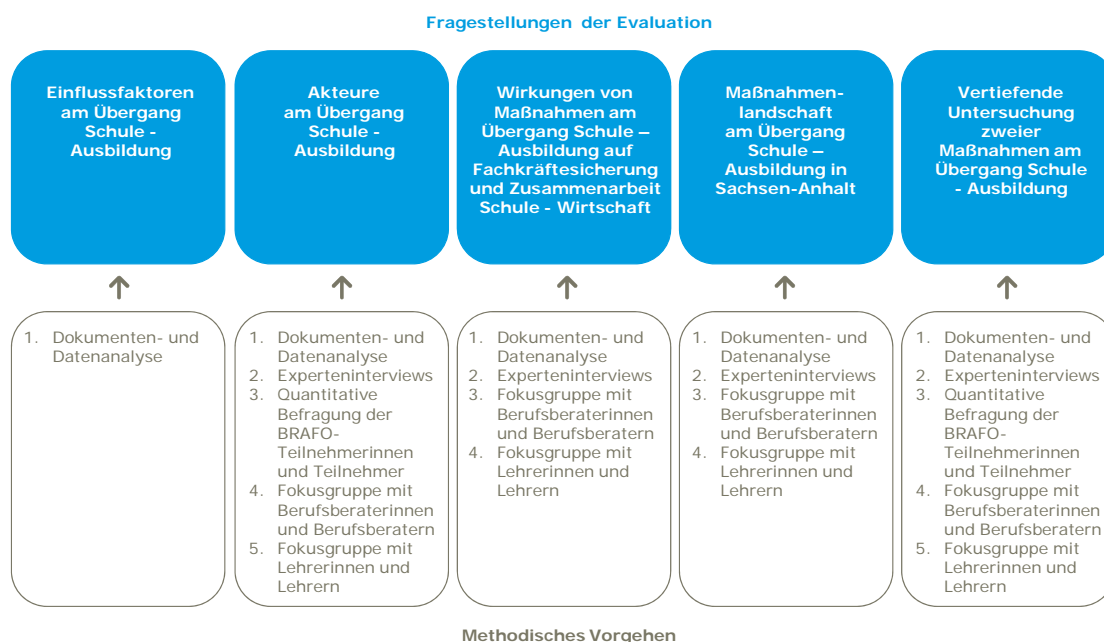 Fragestellungen der Evaluation
Einflussfaktoren
am Übergang
Schule -
Ausbildung
Akteure
am Übergang
Schule -
Ausbildung
Wirkungen von
Maßnahmen am
Übergang Schule –
Ausbildung auf
Fachkräftesicherung
und Zusammenarbeit
Schule - Wirtschaft
Maßnahmen-
landschaft
am Übergang
Schule –
Ausbildung in
Sachsen-Anhalt
Vertiefende
Untersuchung
zweier
Maßnahmen am
Übergang Schule
- Ausbildung
1. Dokumenten- und
Datenanalyse
1. Dokumenten- und
Datenanalyse
2. Experteninterviews
3. Quantitative
Befragung der
BRAFO-
Teilnehmerinnen
und Teilnehmer
4. Fokusgruppe mit
Berufsberaterinnen
und Berufsberatern
5. Fokusgruppe mit
Lehrerinnen und
Lehrern
1. Dokumenten- und
Datenanalyse
2. Experteninterviews
3. Fokusgruppe mit
Berufsberaterinnen
und Berufsberatern
4. Fokusgruppe mit
Lehrerinnen und
Lehrern
1. Dokumenten- und
Datenanalyse
2. Experteninterviews
3. Fokusgruppe mit
Berufsberaterinnen
und Berufsberatern
4. Fokusgruppe mit
Lehrerinnen und
Lehrern
1. Dokumenten- und
Datenanalyse
2. Experteninterviews
3. Quantitative
Befragung der
BRAFO-
Teilnehmerinnen
und Teilnehmer
4. Fokusgruppe mit
Berufsberaterinnen
und Berufsberatern
5. Fokusgruppe mit
Lehrerinnen und
Lehrern
Methodisches Vorgehen